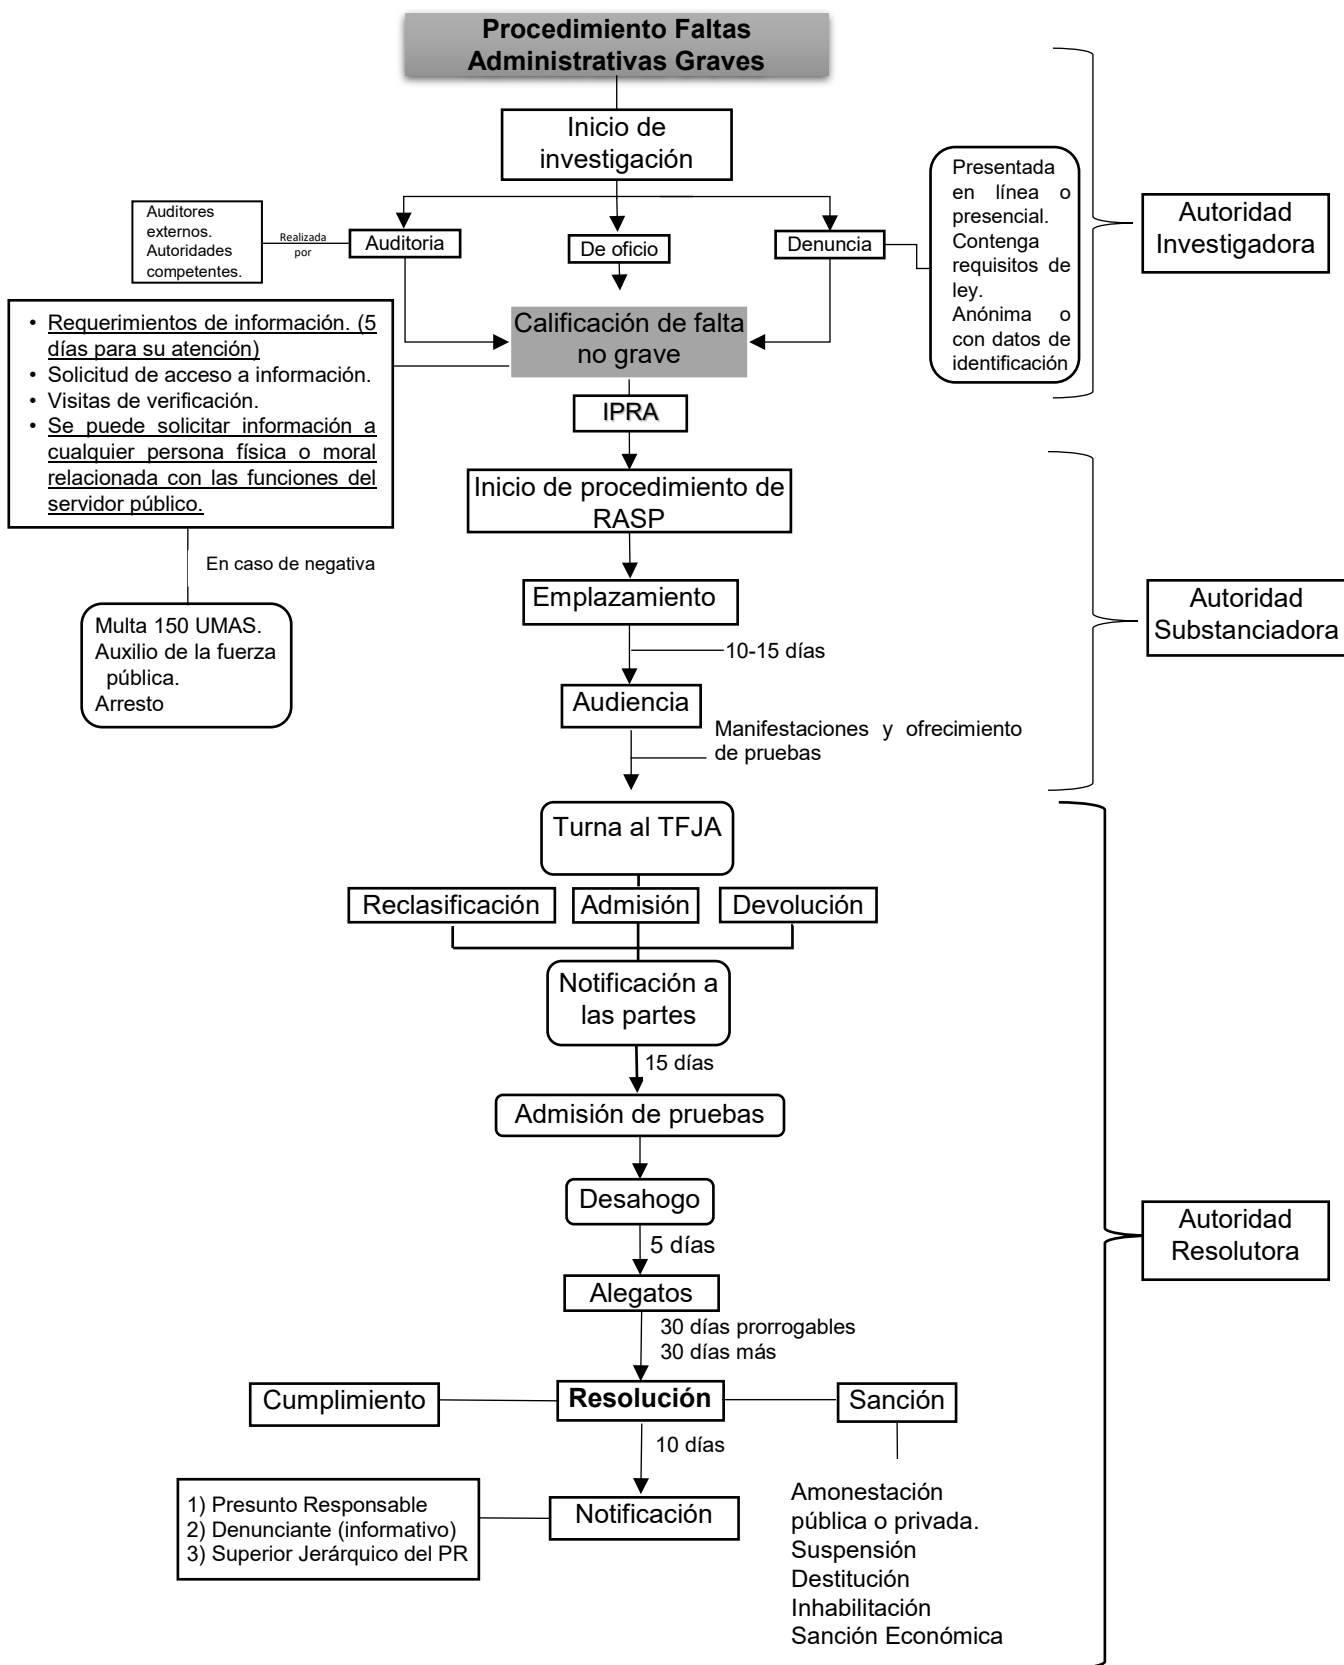 Procedimiento Faltas
Administrativas Graves
Inicio de
investigación
Auditores
externos.
Autoridades
competentes.
Realizada
por
Auditoria
De oficio
Denuncia
Presentada
en línea o
presencial.
Contenga
requisitos de
ley.
Anónima o
con datos de
identificación
Autoridad
Investigadora
• Requerimientos de información. (5
días para su atención)
• Solicitud de acceso a información.
• Visitas de verificación.
• Se puede solicitar información a
cualquier persona física o moral
relacionada con las funciones del
servidor público.
Calificación de falta
no grave
IPRA
Inicio de procedimiento de
RASP
En caso de negativa
Multa 150 UMAS.
Auxilio de la fuerza
pública.
Arresto
Emplazamiento
10-15 días
Audiencia
Manifestaciones y ofrecimiento
de pruebas
Autoridad
Substanciadora
Turna al TFJA
Reclasificación
Admisión
Devolución
Notificación a
las partes
15 días
Admisión de pruebas
Desahogo
5 días
Alegatos
30 días prorrogables
30 días más
Autoridad
Resolutora
Cumplimiento
Resolución
Sanción
10 días
1) Presunto Responsable
2) Denunciante (informativo)
3) Superior Jerárquico del PR
Notificación
Amonestación
pública o privada.
Suspensión
Destitución
Inhabilitación
Sanción Económica